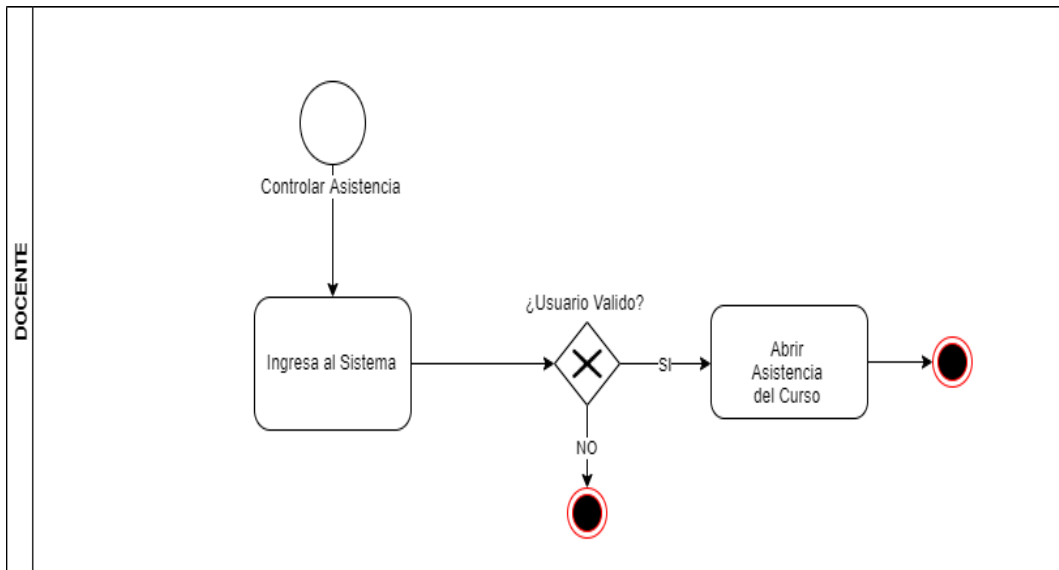 DOCENTE
Controlar Asistencia
Ingresa al Sistema
¿Usuario Valido?
SI
NO
Abrir
Asistencia
del Curso